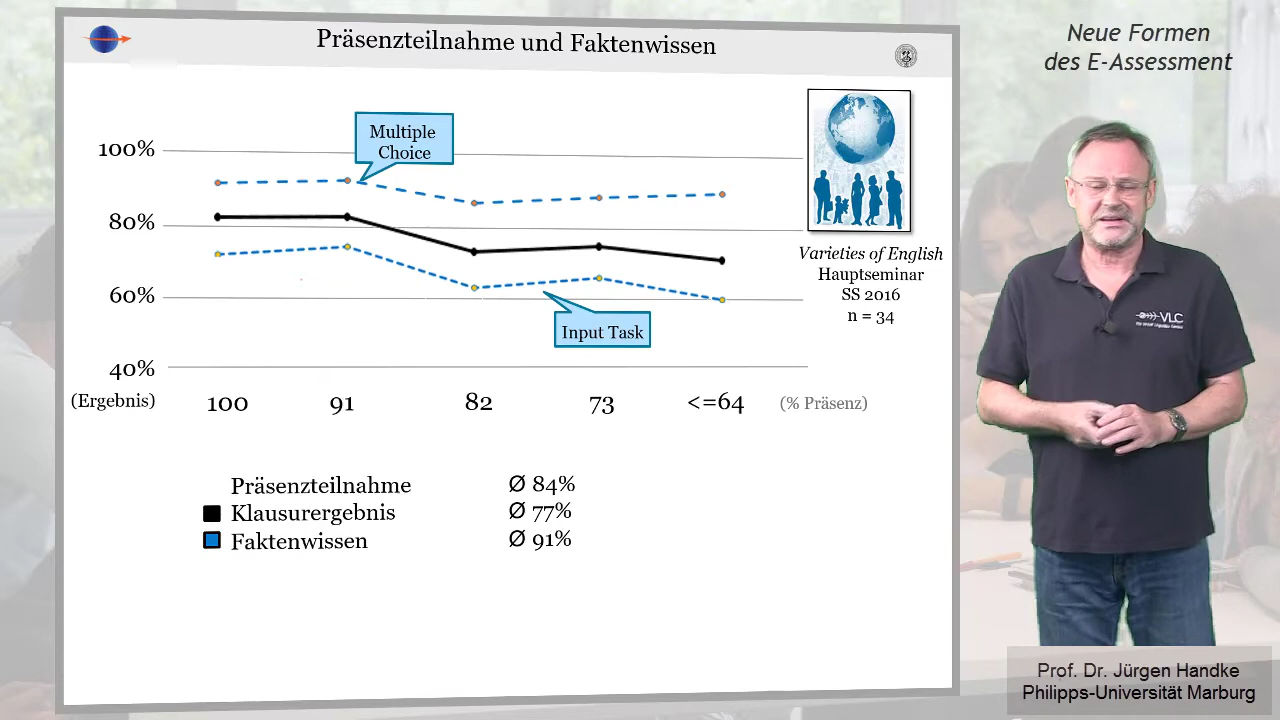 Präsenzteilnahme und Faktenwissen
Neue Formen
des E-Assessment
Multiple
Choice
100%
80%
60%
40%
Input Task
Varieties of English
Hauptseminar
SS 2016
n = 34
VLC
(Ergebnis) 100 91 82 73 <=64 (% Präsenz)
Präsenzteilnahme Ø 84%
Klausurergebnis Ø 77%
Faktenwissen Ø 91%
Prof. Dr. Jürgen Handke
Philipps-Universität Marburg